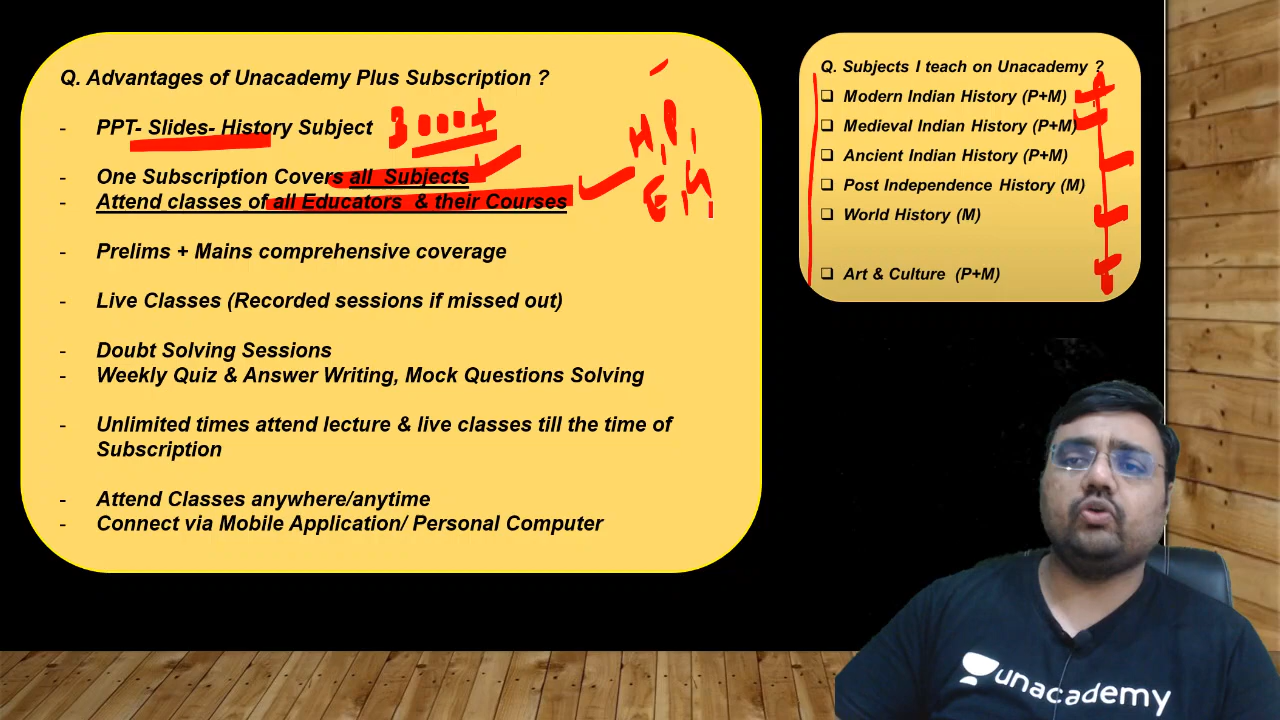 Q. Advantages of Unacademy Plus Subscription ?
- PPT- Slides- History Subject 3000+
- One Subscription Covers all Subjects
- Attend classes of all Educators & their Courses
- Prelims + Mains comprehensive coverage
- Live Classes (Recorded sessions if missed out)
- Doubt Solving Sessions
- Weekly Quiz & Answer Writing, Mock Questions Solving
- Unlimited times attend lecture & live classes till the time of
Subscription
- Attend Classes anywhere/anytime
- Connect via Mobile Application/ Personal Computer
Q. Subjects I teach on Unacademy ?
Modern Indian History (P+M)
Medieval Indian History (P+M)
Ancient Indian History (P+M)
Post Independence History (M)
World History (M)
Art & Culture (P+M)
unacademy